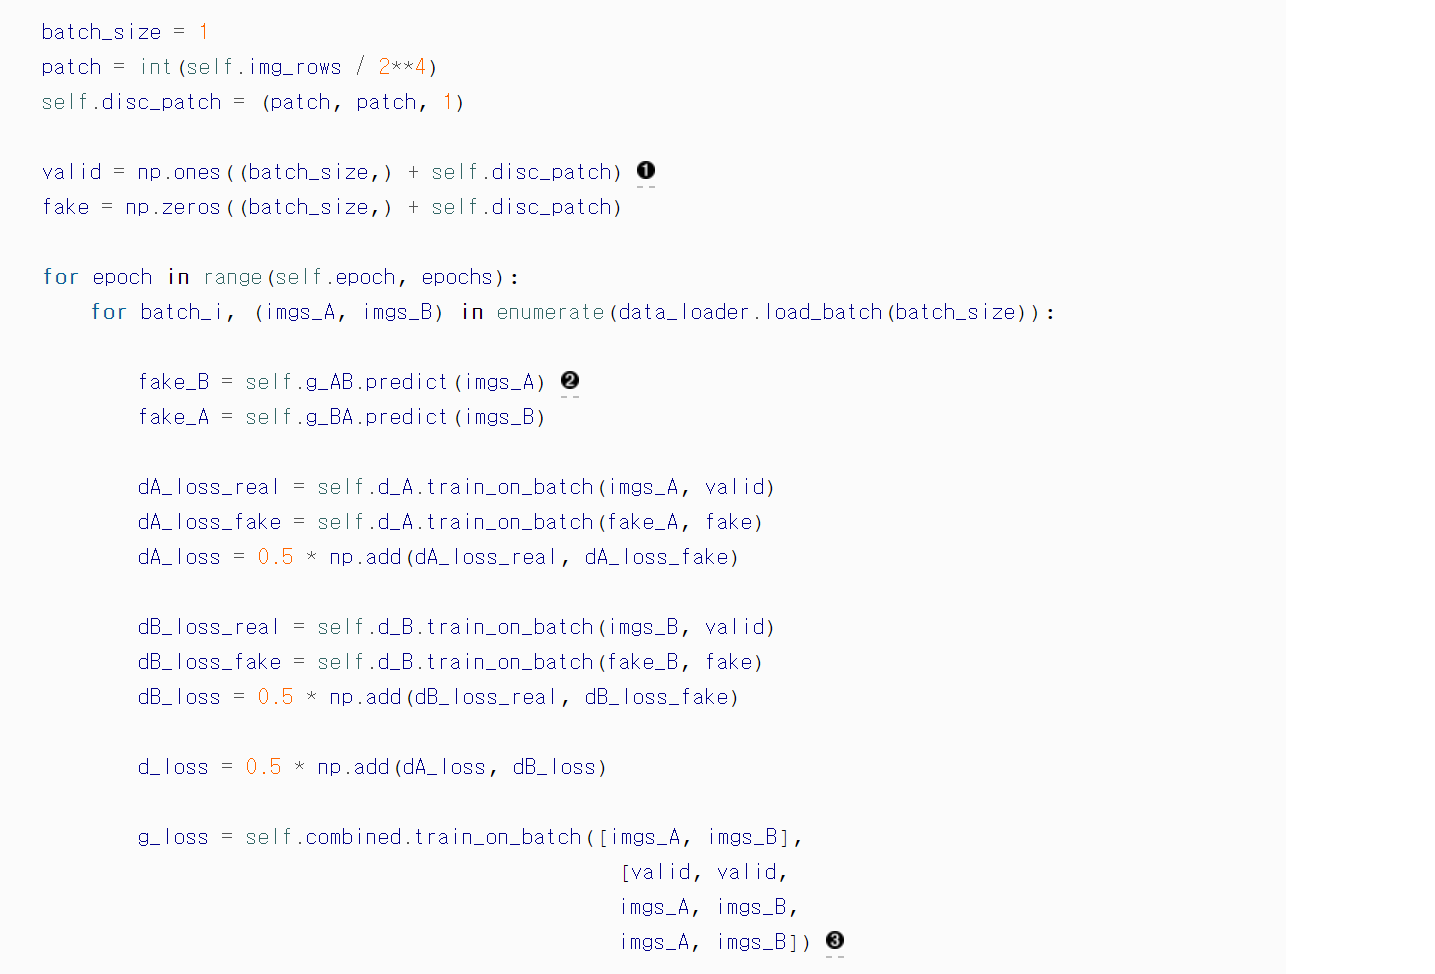 batch_size = 1
patch = int(self.img_rows / 2**4)
self.disc_patch = (patch, patch, 1)
valid = np.ones((batch_size,) + self.disc_patch) ❶
fake = np.zeros((batch_size,) + self.disc_patch)
for epoch in range(self.epoch, epochs):
for batch_i, (imgs_A, imgs_B) in enumerate(data_loader.load_batch(batch_size)):
fake_B = self.g_AB.predict(imgs_A) ❷
fake_A = self.g_BA.predict(imgs_B)
dA_loss_real = self.d_A.train_on_batch(imgs_A, valid)
dA_loss_fake = self.d_A.train_on_batch(fake_A, fake)
dA_loss = 0.5 * np.add(dA_loss_real, dA_loss_fake)
dB_loss_real = self.d_B.train_on_batch(imgs_B, valid)
dB_loss_fake = self.d_B.train_on_batch(fake_B, fake)
dB_loss = 0.5 * np.add(dB_loss_real, dB_loss_fake)
d_loss = 0.5 * np.add(dA_loss, dB_loss)
g_loss = self.combined.train_on_batch([imgs_A, imgs_B],
[valid, valid,
imgs_A, imgs_B,
imgs_A, imgs_B]) ❸